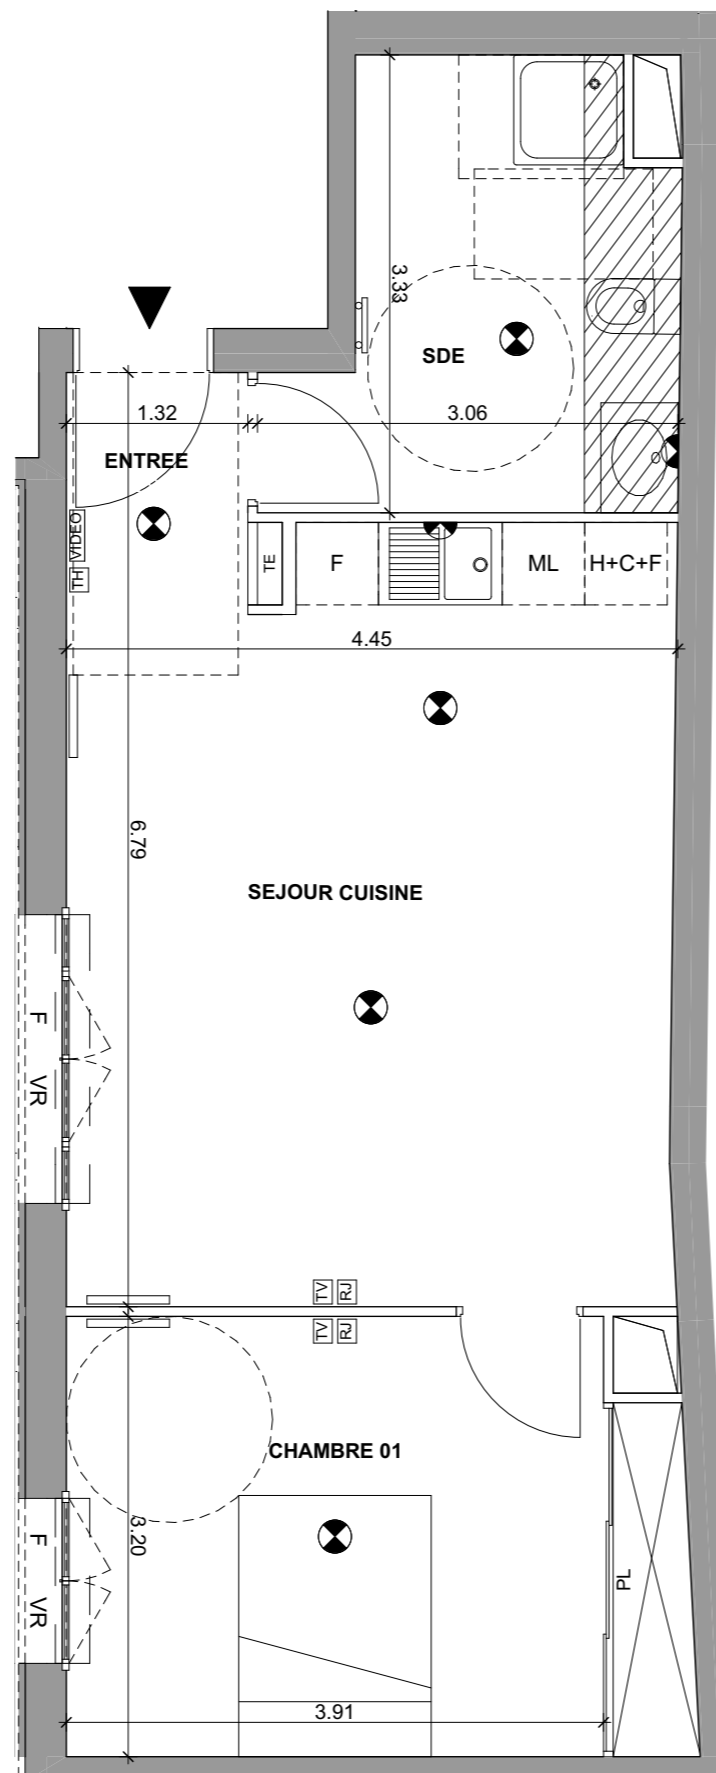 3.33
SDE
1.32
3.06
ENTREE
VIDEO
TH
TE
F
ML
H+C+F
4.45
6.79
SEJOUR CUISINE
F
VR
TV
RJ
TV
RJ
CHAMBRE 01
3.20
F
VR
PL
3.91